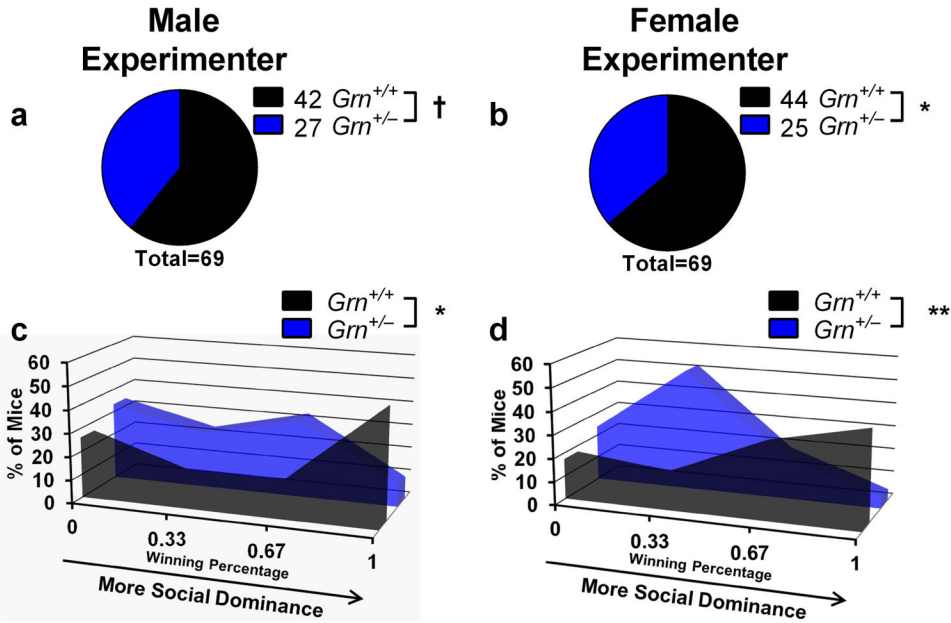 Male
Experimenter
Female
Experimenter
a
42 Grn+/+
27 Grn+/–
†
Total=69
b
44 Grn+/+
25 Grn+/–
*
Total=69
c
Grn+/+
Grn+/–
*
% of Mice
60
50
40
30
20
10
0
0
0.33
0.67
1
Winning Percentage
More Social Dominance
d
Grn+/+
Grn+/–
**
% of Mice
60
50
40
30
20
10
0
0
0.33
0.67
1
Winning Percentage
More Social Dominance